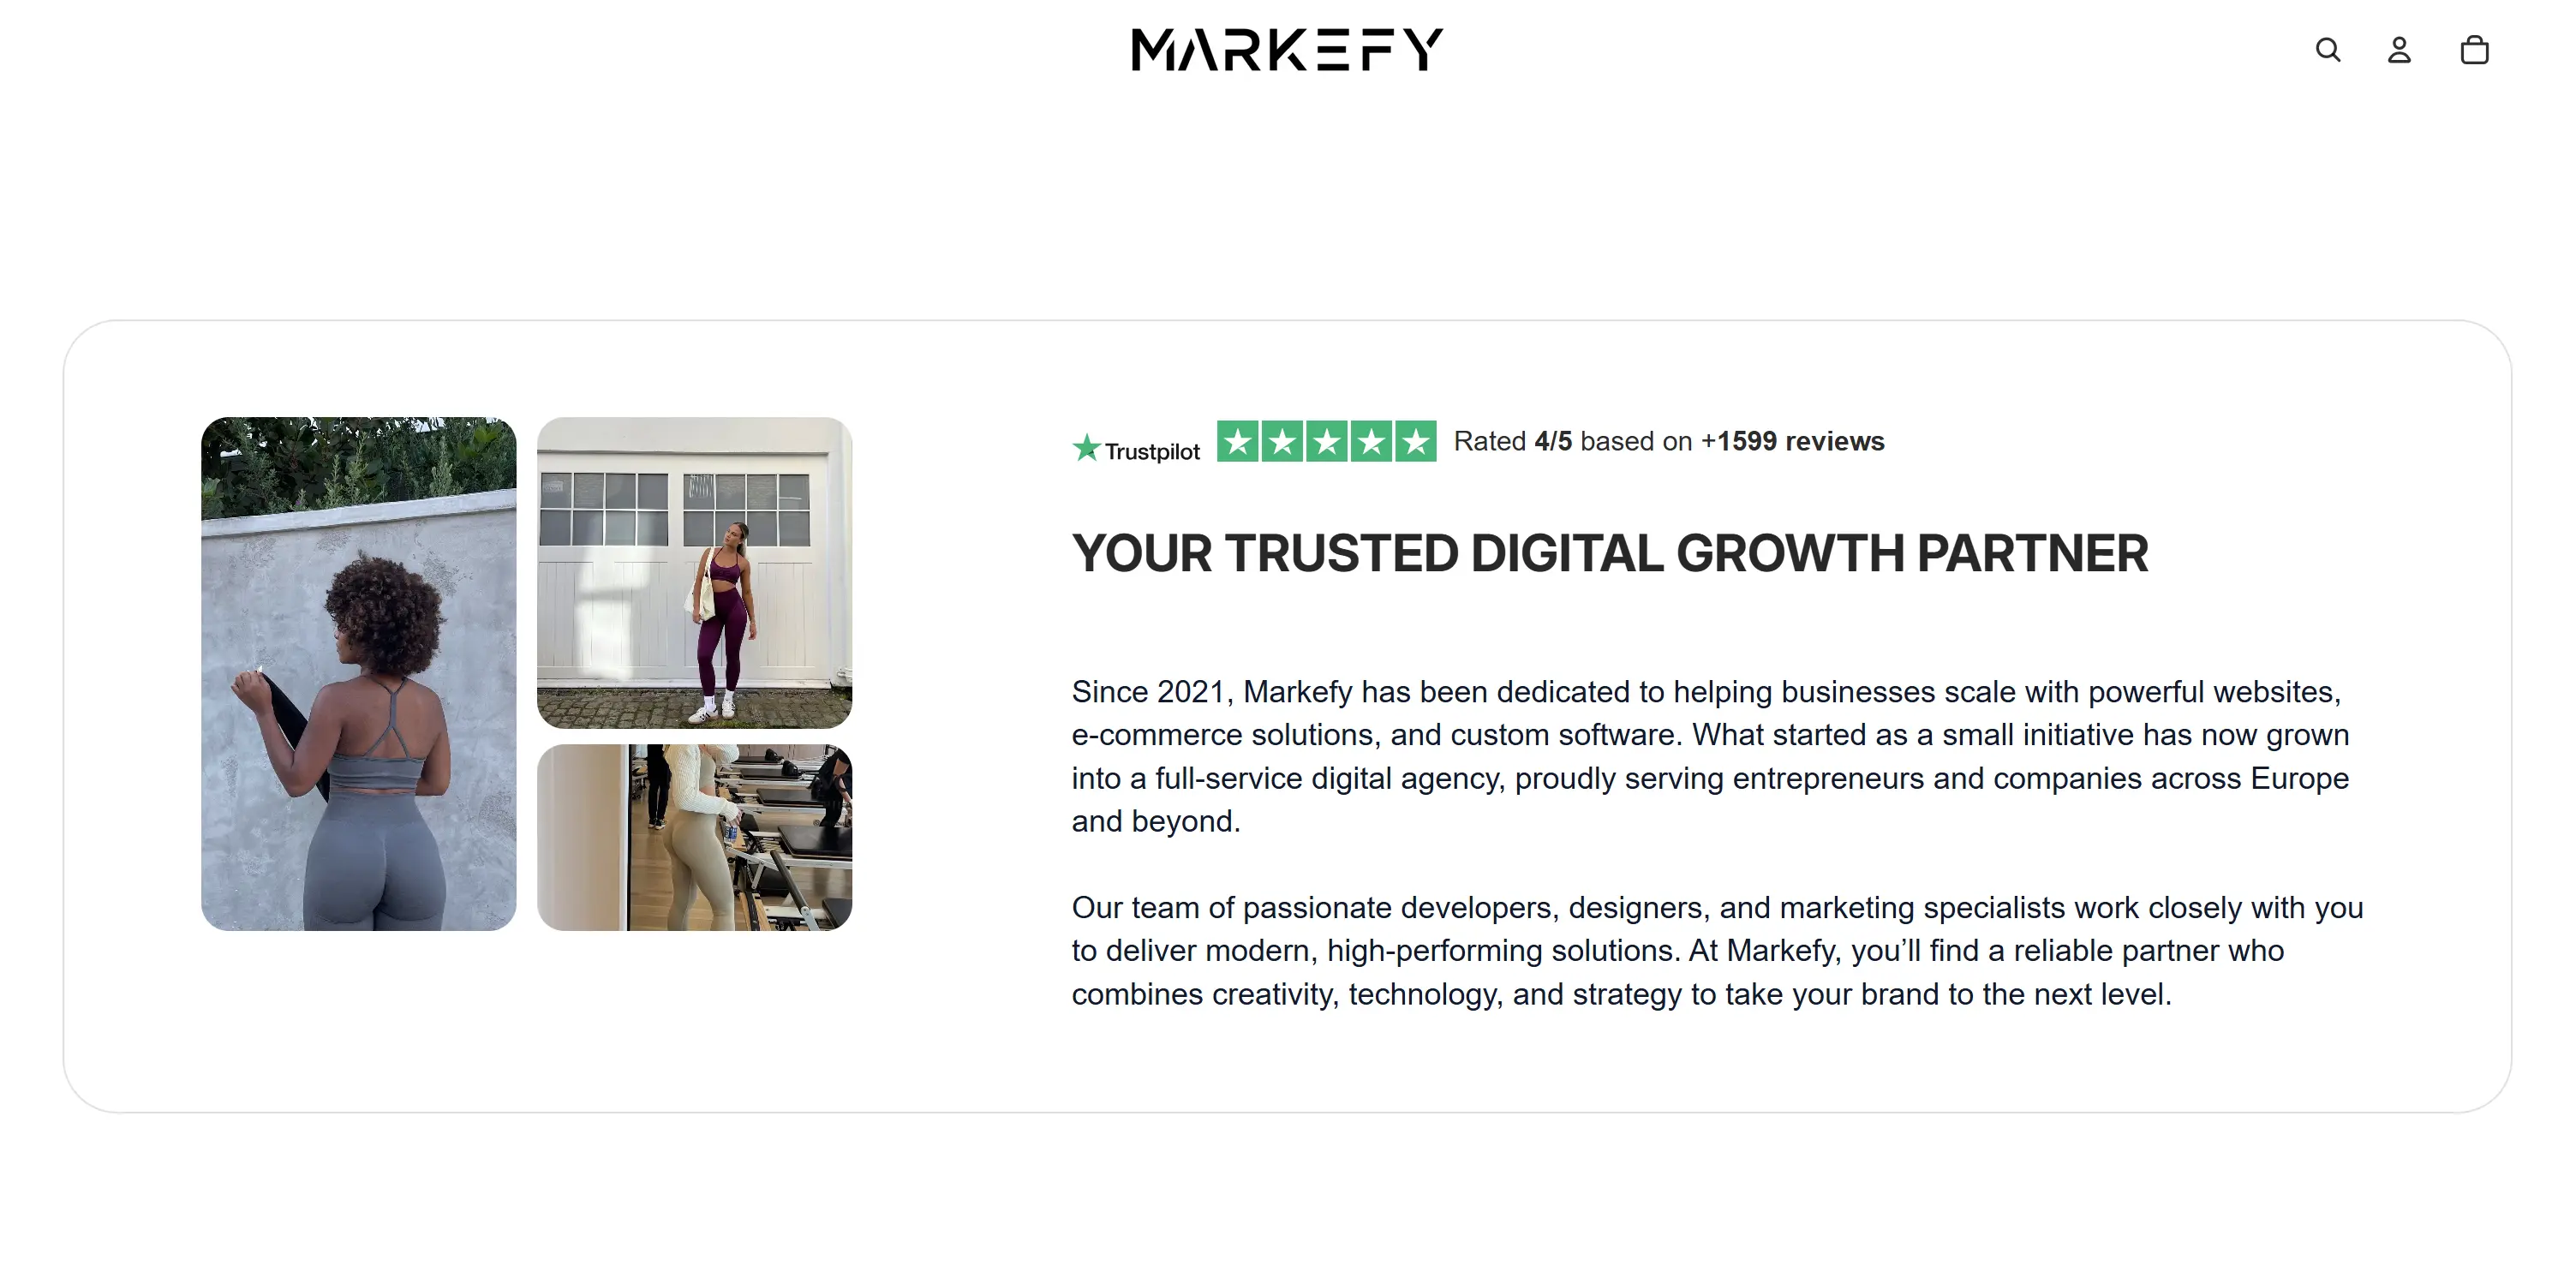 MARKEFY
Trustpilot Rated 4/5 based on +1599 reviews
YOUR TRUSTED DIGITAL GROWTH PARTNER
Since 2021, Markefy has been dedicated to helping businesses scale with powerful websites,
e-commerce solutions, and custom software. What started as a small initiative has now grown
into a full-service digital agency, proudly serving entrepreneurs and companies across Europe
and beyond.
Our team of passionate developers, designers, and marketing specialists work closely with you
to deliver modern, high-performing solutions. At Markefy, you’ll find a reliable partner who
combines creativity, technology, and strategy to take your brand to the next level.